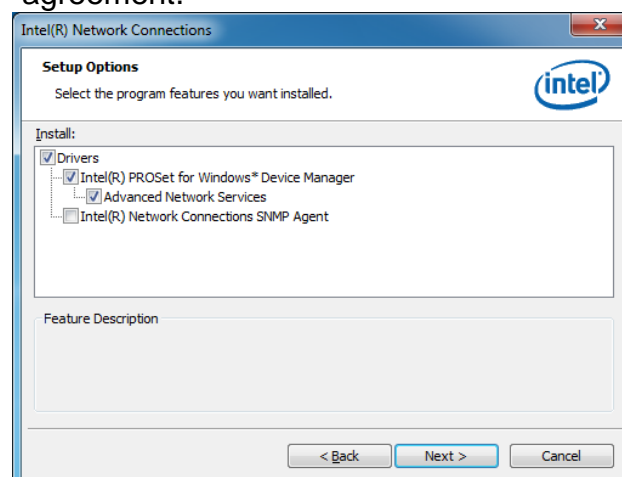 agreement.
Intel(R) Network Connections
Setup Options
Select the program features you want installed.
intel
Install:
Drivers
Intel(R) PROSet for Windows* Device Manager
Advanced Network Services
Intel(R) Network Connections SNMP Agent
Feature Description
< Back
Next >
Cancel